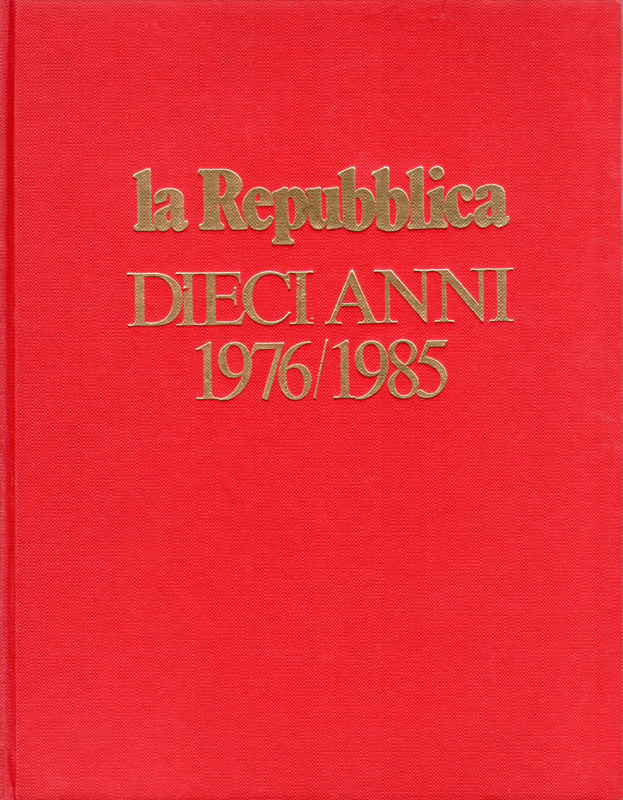 la Repubblica
DIECI ANNI
1976/1985